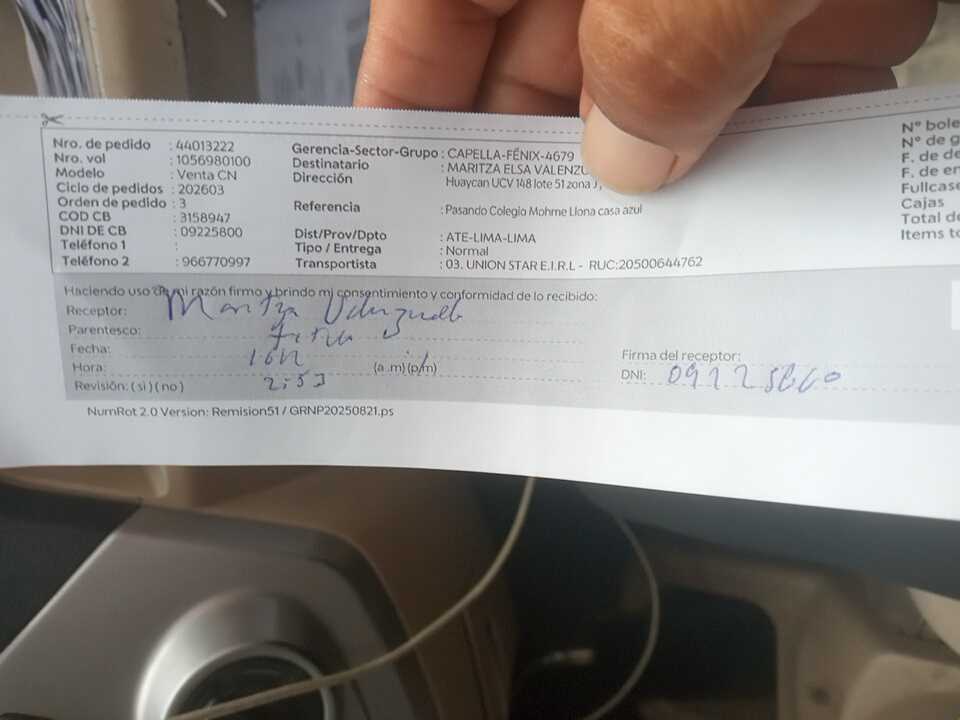 Nro. de pedido : 44013222
Nro. vol : 1056980100
Modelo : Venta CN
Ciclo de pedidos : 202603
Orden de pedido : 3
COD CB : 3158947
DNI DE CB : 09225800
Teléfono 1 :
Teléfono 2 : 966770997
Gerencia-Sector-Grupo : CAPELLA-FÉNIX-4679
Destinatario : MARITZA ELSA VALENZU
Dirección Huaycan UCV 148 lote 51 zona J,
Referencia : Pasando Colegio Mohme Llona casa azul
Dist/Prov/Dpto : ATE-LIMA-LIMA
Tipo / Entrega : Normal
Transportista : 03. UNION STAR E.I.R.L - RUC:20500644762
N° bole
N° de g
F. de de
F. de en
Fullcase
Cajas
Total de
Items to
Haciendo uso de mi razón firmo y brindo mi consentimiento y conformidad de lo recibido:
Receptor: Maritza
Parentesco:
Fecha:
Hora: (a .m) (p/m)
Revisión: ( si ) ( no ) 2:53
Firma del receptor:
DNI:
NumRot 2.0 Version: Remision51 / GRNP20250821.ps